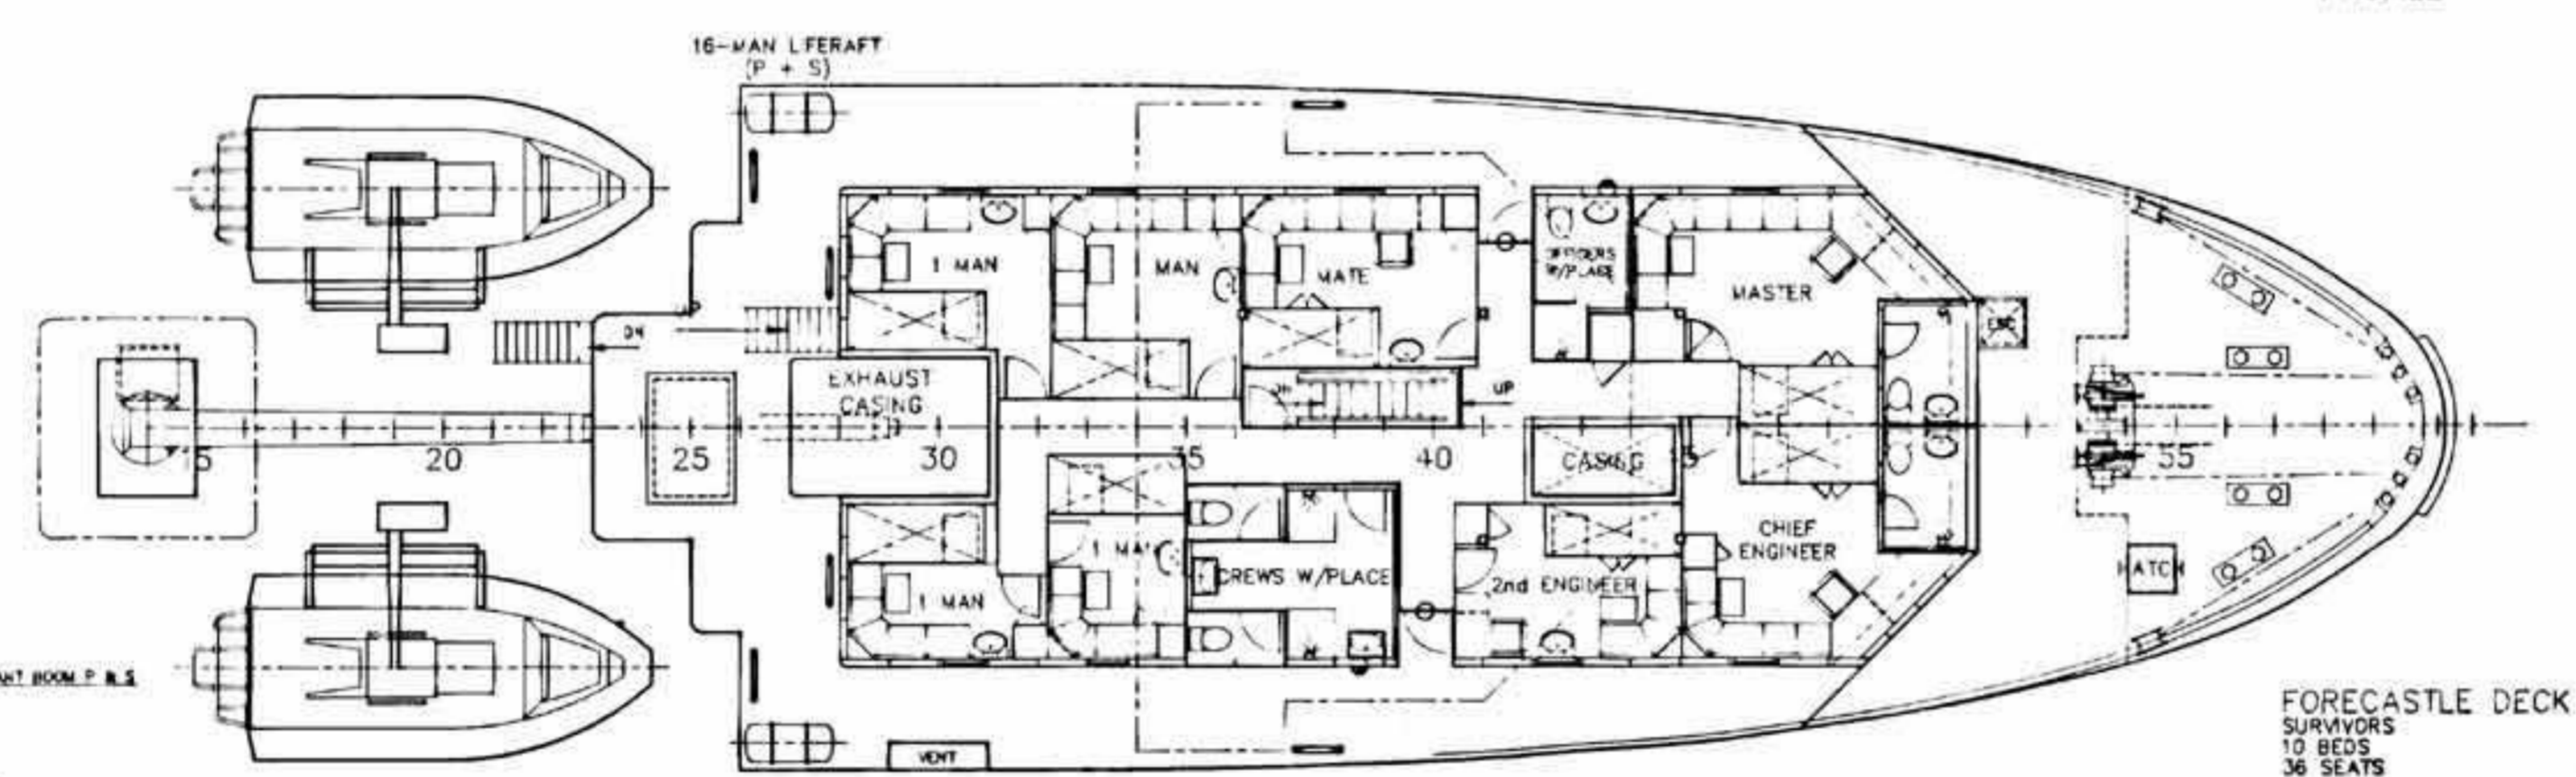 16-MAN LIFERAFT
(P + S)
1 MAN
MAN
MATE
OFFICERS
W/PLACE
MASTER
ESC
DN
UP
EXHAUST
CASING
20
25
30
35
40
CASING
55
CHIEF
ENGINEER
1 MAN
1 MAN
CREWS W/PLACE
2nd ENGINEER
HATCH
BOOM P & S
VENT
FORECASTLE DECK
SURVIVORS
10 BEDS
36 SEATS